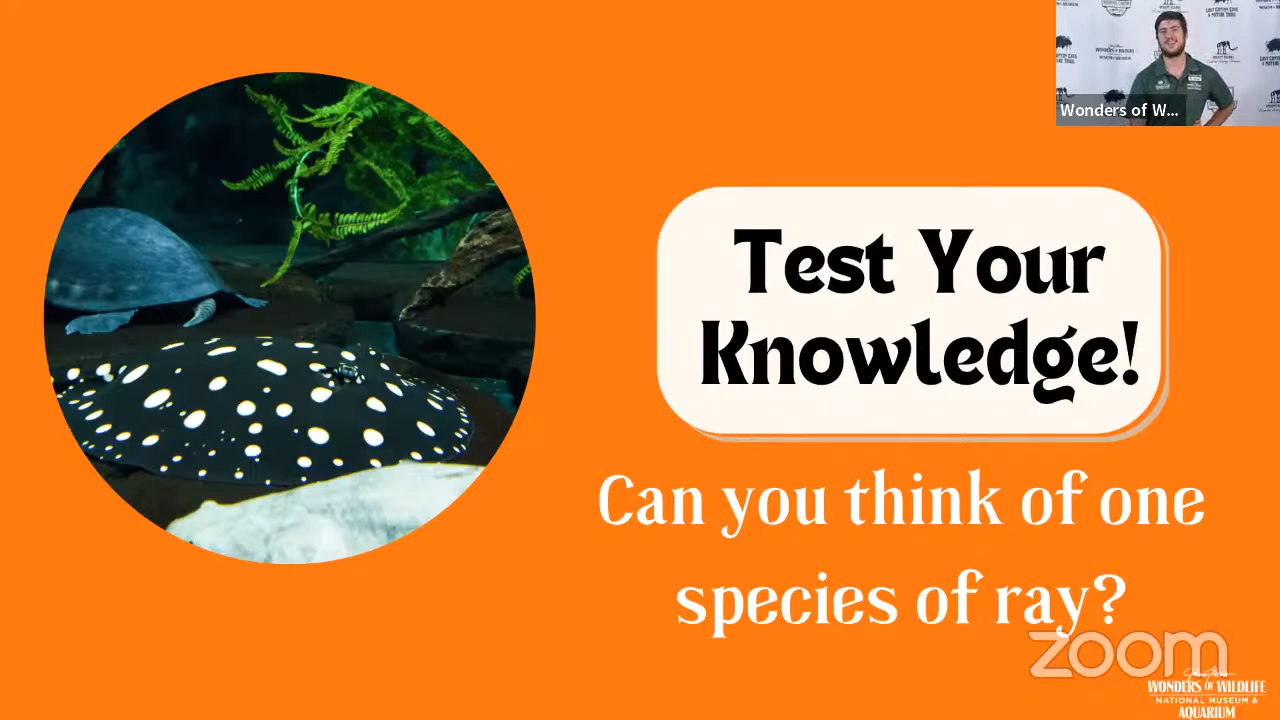 Wonders of W...
Test Your
Knowledge!
Can you think of one
species of ray?
zoom
WONDERS OF WILDLIFE
NATIONAL MUSEUM &
AQUARIUM